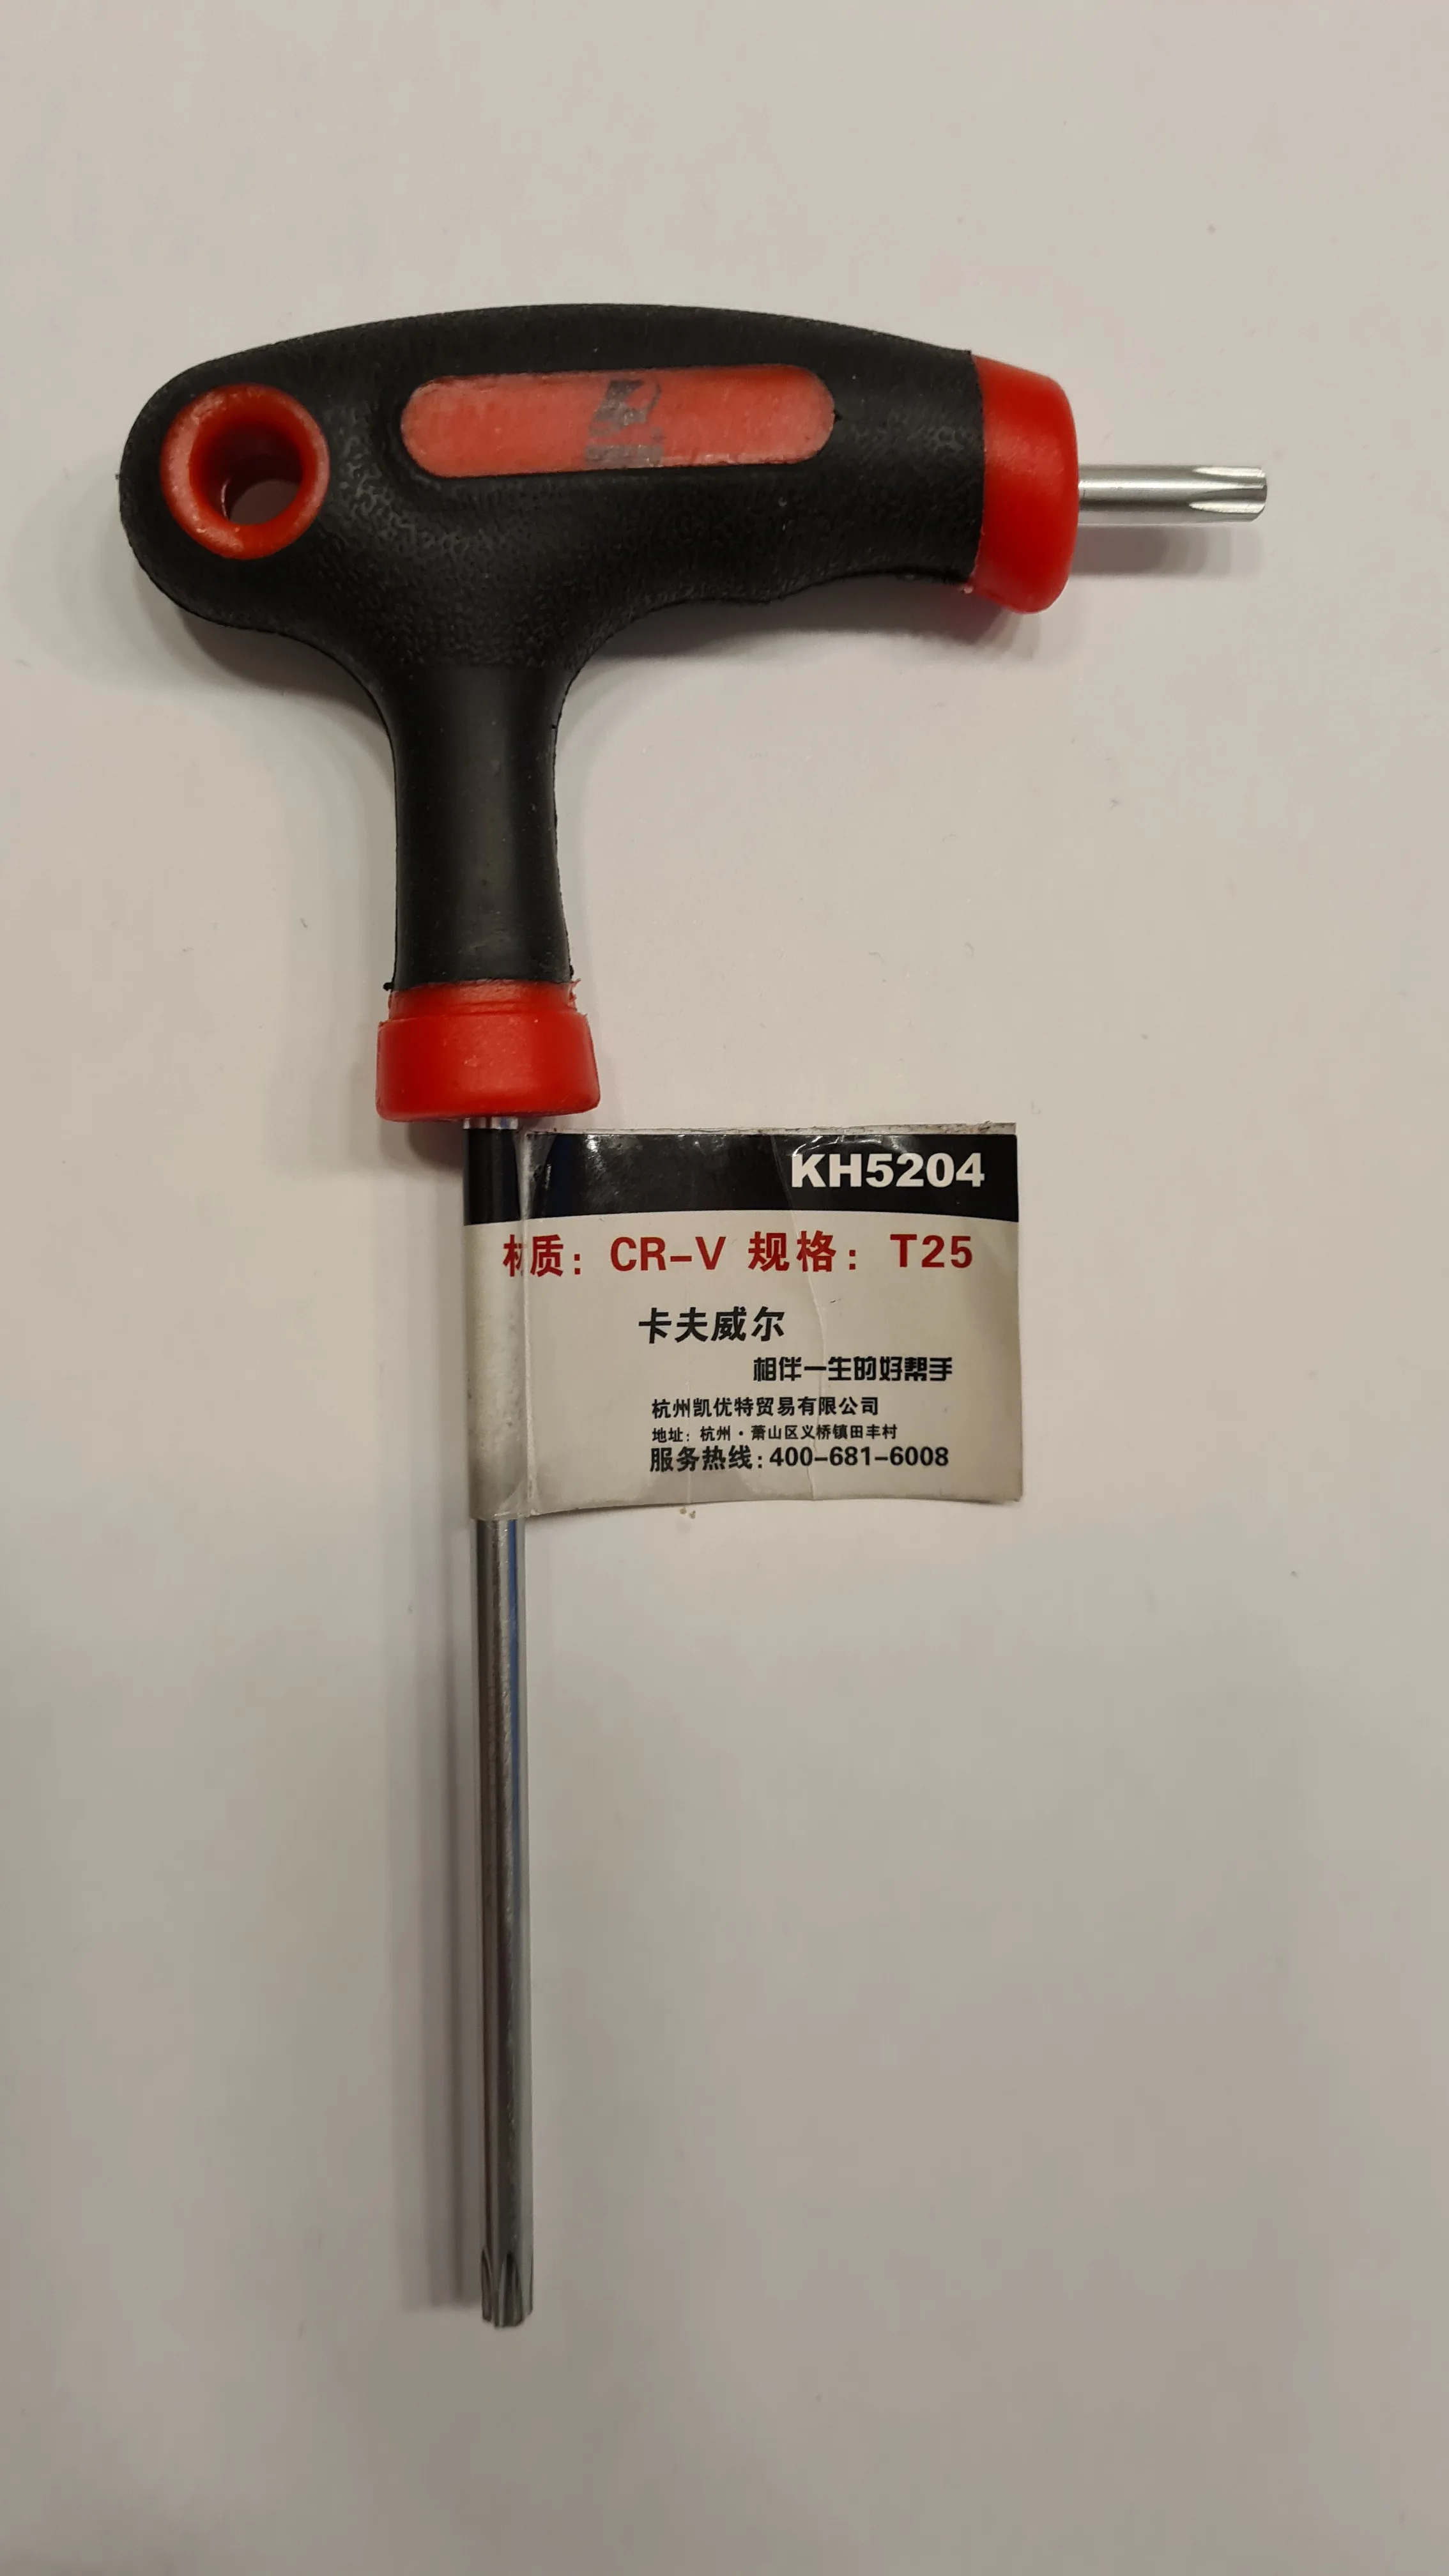 KH5204
材质：CR-V 规格：T25
卡夫威尔
相伴一生的好帮手
杭州凯优特贸易有限公司
地址：杭州·萧山区义桥镇田丰村
服务热线：400-681-6008